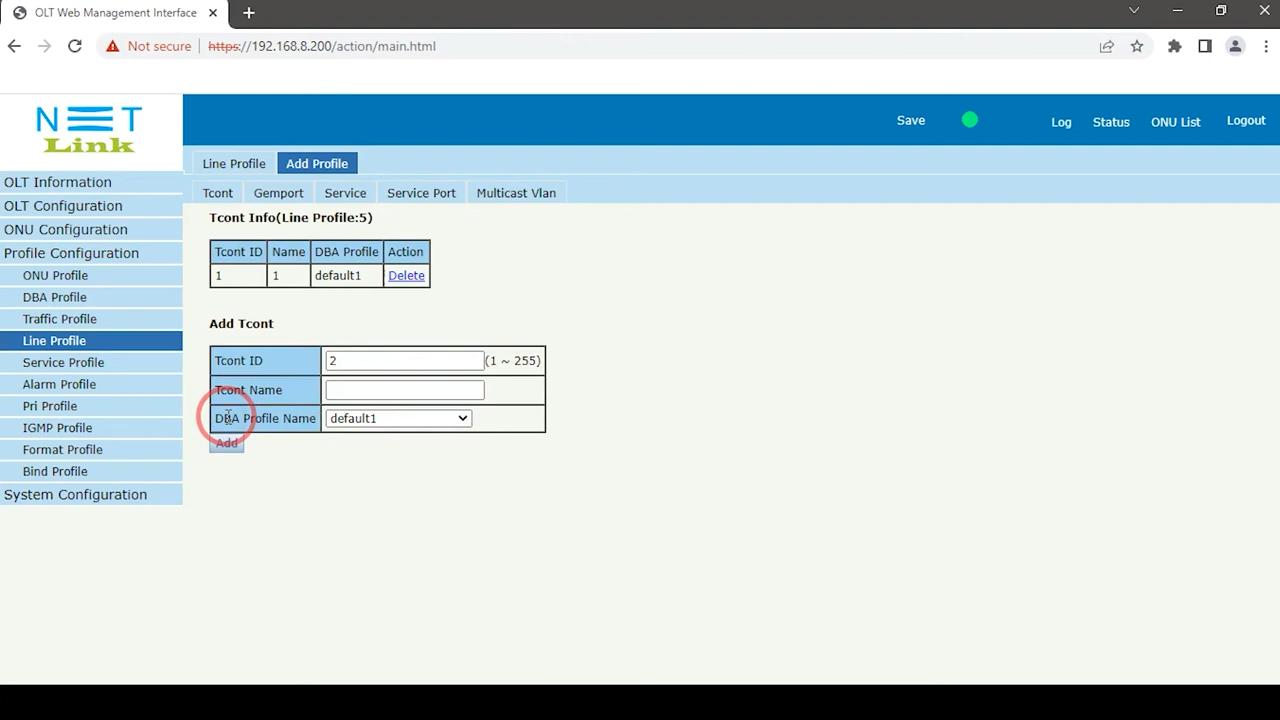 OLT Web Management Interface
Not secure
https://192.168.8.200/action/main.html
NET
Link
Save
Log
Status
ONU List
Logout
Line Profile
Add Profile
Tcont
Gemport
Service
Service Port
Multicast Vlan
OLT Information
OLT Configuration
ONU Configuration
Profile Configuration
ONU Profile
DBA Profile
Traffic Profile
Line Profile
Service Profile
Alarm Profile
Pri Profile
IGMP Profile
Format Profile
Bind Profile
System Configuration
Tcont Info(Line Profile:5)
Tcont ID Name DBA Profile Action
1 1 default1 Delete
Add Tcont
Tcont ID 2 (1 ~ 255)
Tcont Name
DBA Profile Name default1
Add